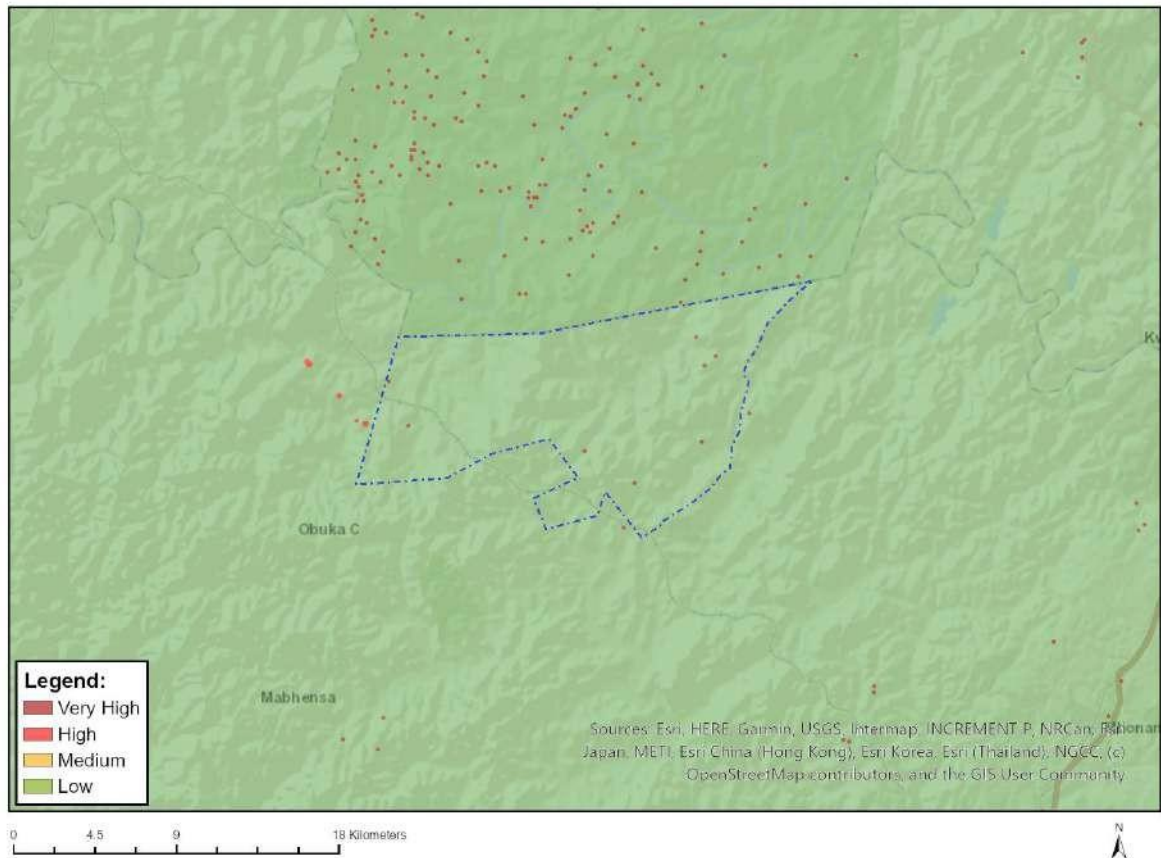 Obuka C
Mabhensa
Legend:
Very High
High
Medium
Low
Sources: Esri, HERE, Garmin, USGS, Intermap, INCREMENT P, NRCan, Esri
Japan, METI, Esri China (Hong Kong), Esri Korea, Esri (Thailand), NGCC, (c)
OpenStreetMap contributors, and the GIS User Community
0 4.5 9 18 Kilometers
N